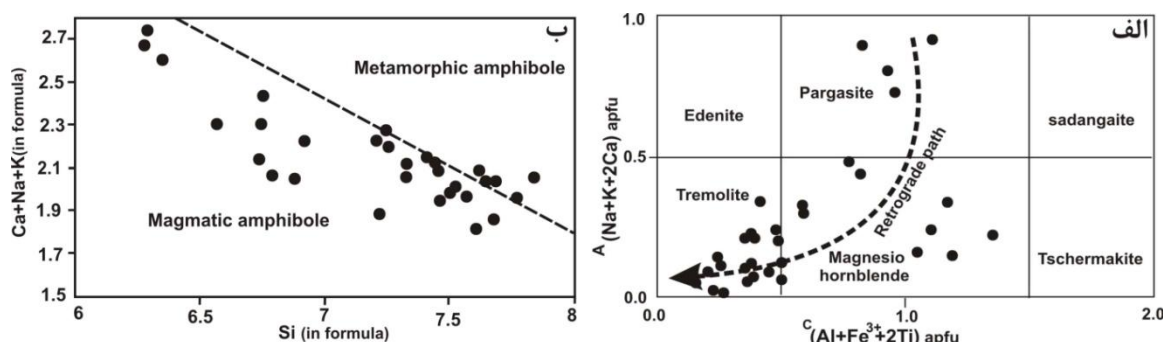 ب
Ca+Na+K(in formula)
2.7
2.5
2.3
2.1
1.9
1.7
1.5
Metamorphic amphibole
Magmatic amphibole
6
6.5
7
7.5
8
Si (in formula)
الف
A (Na+K+2Ca) apfu
1.0
0.5
0.0
Edenite
Pargasite
sadangaite
Tremolite
Retrograde path
Magnesio
hornblende
Tschermakite
0.0
1.0
2.0
C (Al+Fe3++2Ti) apfu